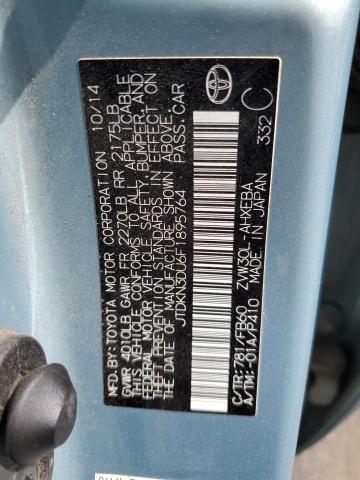 MFD.BY: TOYOTA MOTOR CORPORATION 10/14
GVWR 4010LB GAWR FR 2270LB RR 2175LB
THIS VEHICLE CONFORMS TO ALL APPLICABLE
FEDERAL MOTOR VEHICLE SAFETY,BUMPER, AND
THEFT PREVENTION STANDARDS IN EFFECT ON
THE DATE OF MANUFACTURE SHOWN ABOVE.
JTDKN3DU6F1895764 PASS.CAR
C/TR:781/FB60 ZVW30L-AHXEBA
A/TM:-01A/P410 MADE IN JAPAN 332 C